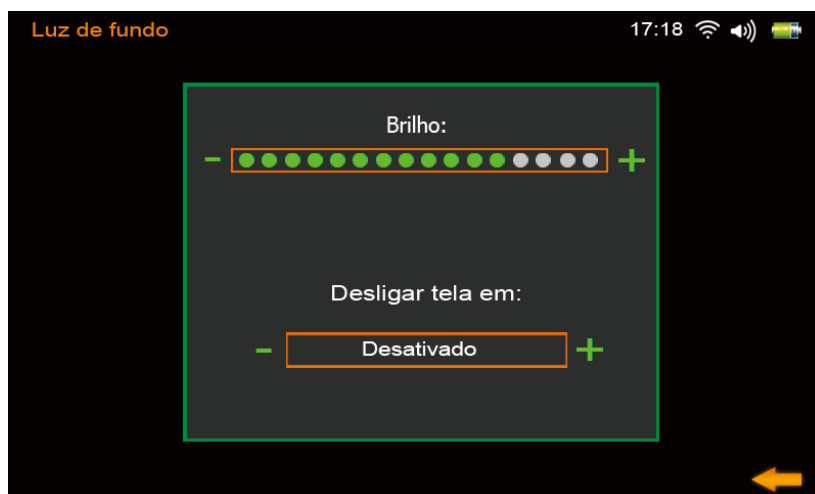 Luz de fundo 17:18
Brilho:
- +
Desligar tela em:
- Desativado +